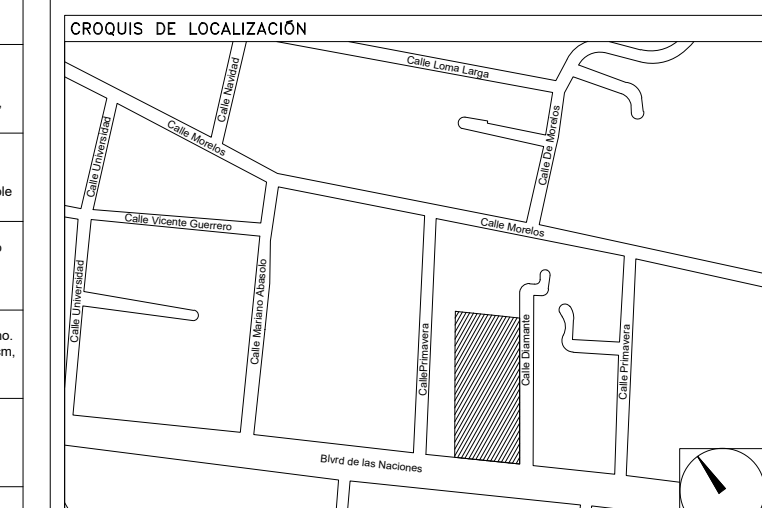 CROQUIS DE LOCALIZACIÓN
Calle Loma Larga
Calle Navidad
Calle Morelos
Calle De Morelos
Calle Universidad
Calle Vicente Guerrero
Calle Morelos
Calle Universidad
Calle Mariano Abasolo
CallePrimavera
Calle Diamante
Calle Primavera
Blvrd de las Naciones